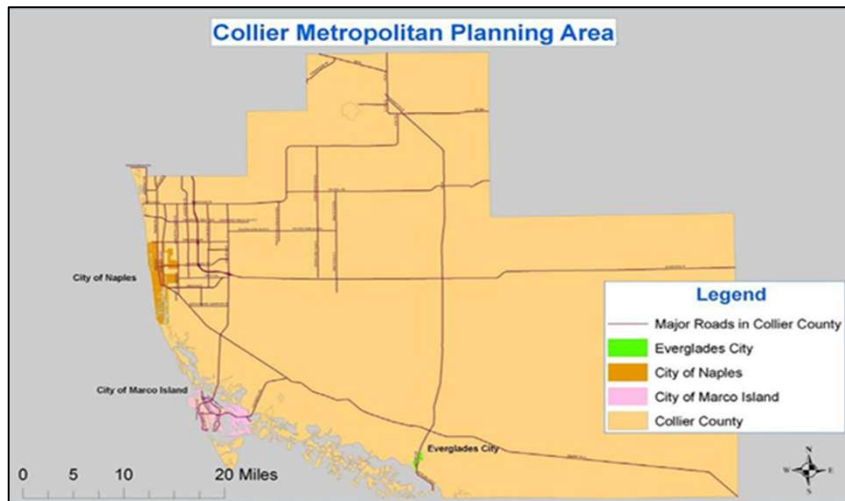 Collier Metropolitan Planning Area
City of Naples
City of Marco Island
Everglades City
Legend
Major Roads in Collier County
Everglades City
City of Naples
City of Marco Island
Collier County
0 5 10 20 Miles
N
W E
S